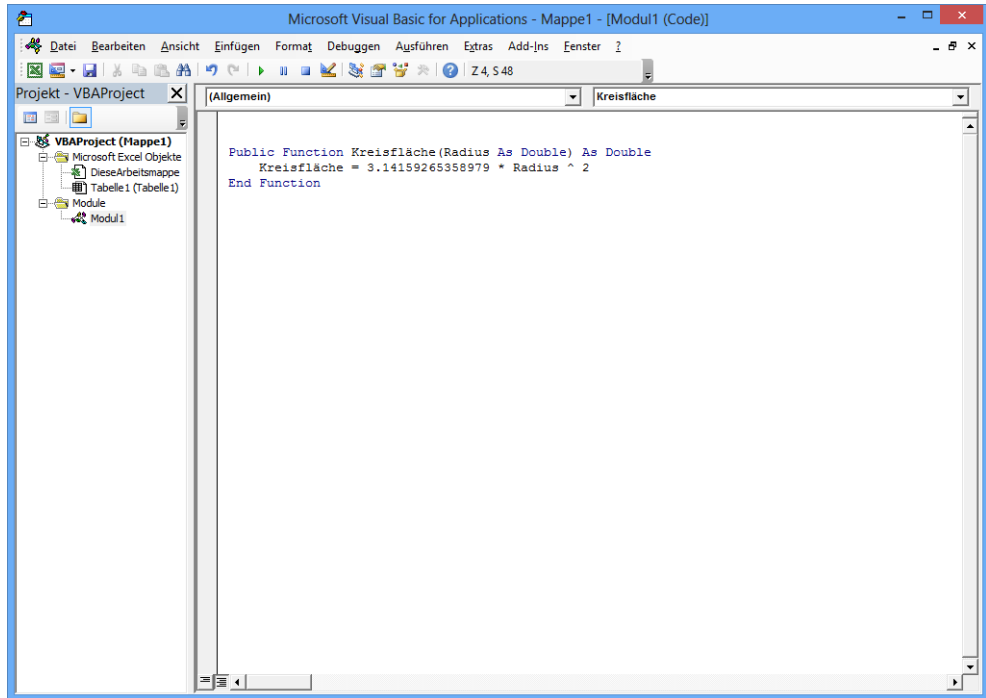 Microsoft Visual Basic for Applications - Mappe1 - [Modul1 (Code)]
Datei Bearbeiten Ansicht Einfügen Format Debuggen Ausführen Extras Add-Ins Fenster ?
Z 4, S 48
Projekt - VBAProject
(Allgemein)
Kreisfläche
VBAProject (Mappe1)
Microsoft Excel Objekte
DieseArbeitsmappe
Tabelle1 (Tabelle1)
Module
Modul1
Public Function Kreisfläche(Radius As Double) As Double
Kreisfläche = 3.14159265358979 * Radius ^ 2
End Function